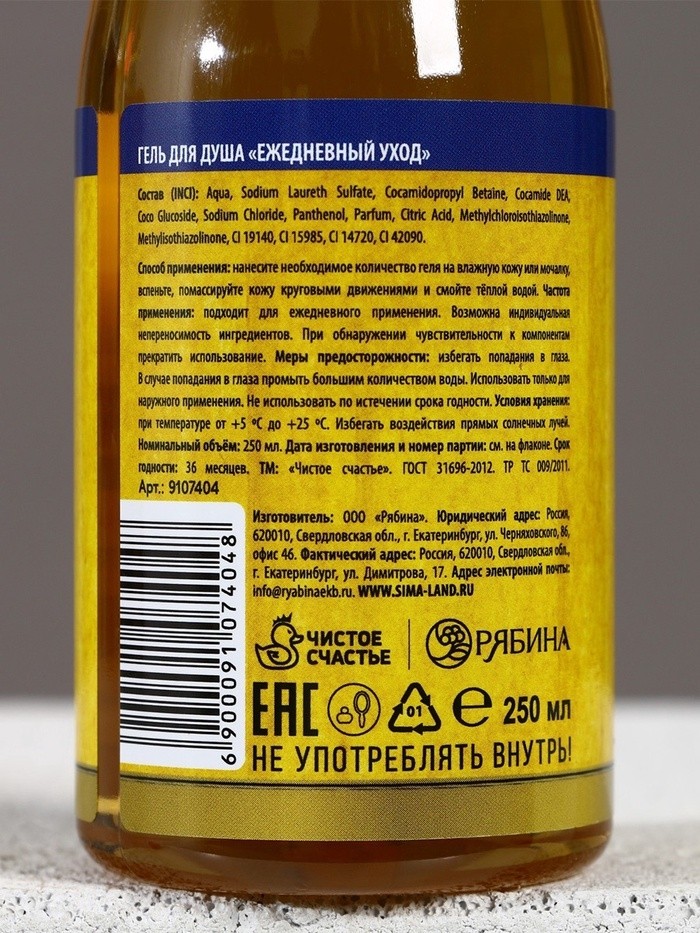 ГЕЛЬ ДЛЯ ДУША «ЕЖЕДНЕВНЫЙ УХОД»
Состав (INCI): Aqua, Sodium Laureth Sulfate, Cocamidopropyl Betaine, Cocamide DEA,
Coco Glucoside, Sodium Chloride, Panthenol, Parfum, Citric Acid, Methylchloroisothiazolinone,
Methylisothiazolinone, CI 19140, CI 15985, CI 14720, CI 42090.
Способ применения: нанесите необходимое количество геля на влажную кожу или мочалку,
вспеньте, помассируйте кожу круговыми движениями и смойте тёплой водой. Частота
применения: подходит для ежедневного применения. Возможна индивидуальная
непереносимость ингредиентов. При обнаружении чувствительности к компонентам
прекратить использование. Меры предосторожности: избегать попадания в глаза.
В случае попадания в глаза промыть большим количеством воды. Использовать только для
наружного применения. Не использовать по истечении срока годности. Условия хранения:
при температуре от +5 ºС до +25 ºС. Избегать воздействия прямых солнечных лучей.
Номинальный объём: 250 мл. Дата изготовления и номер партии: см. на флаконе. Срок
годности: 36 месяцев. ТМ: «Чистое счастье». ГОСТ 31696-2012. ТР ТС 009/2011.
Арт.: 9107404
Изготовитель: ООО «Рябина». Юридический адрес: Россия,
620010, Свердловская обл., г. Екатеринбург, ул. Черняховского, 86,
офис 46. Фактический адрес: Россия, 620010, Свердловская обл.,
г. Екатеринбург, ул. Димитрова, 17. Адрес электронной почты:
info@ryabinaekb.ru. WWW.SIMA-LAND.RU
6 900091 074048
ЧИСТОЕ
СЧАСТЬЕ
РЯБИНА
EAC
01
℮ 250 мл
НЕ УПОТРЕБЛЯТЬ ВНУТРЬ!